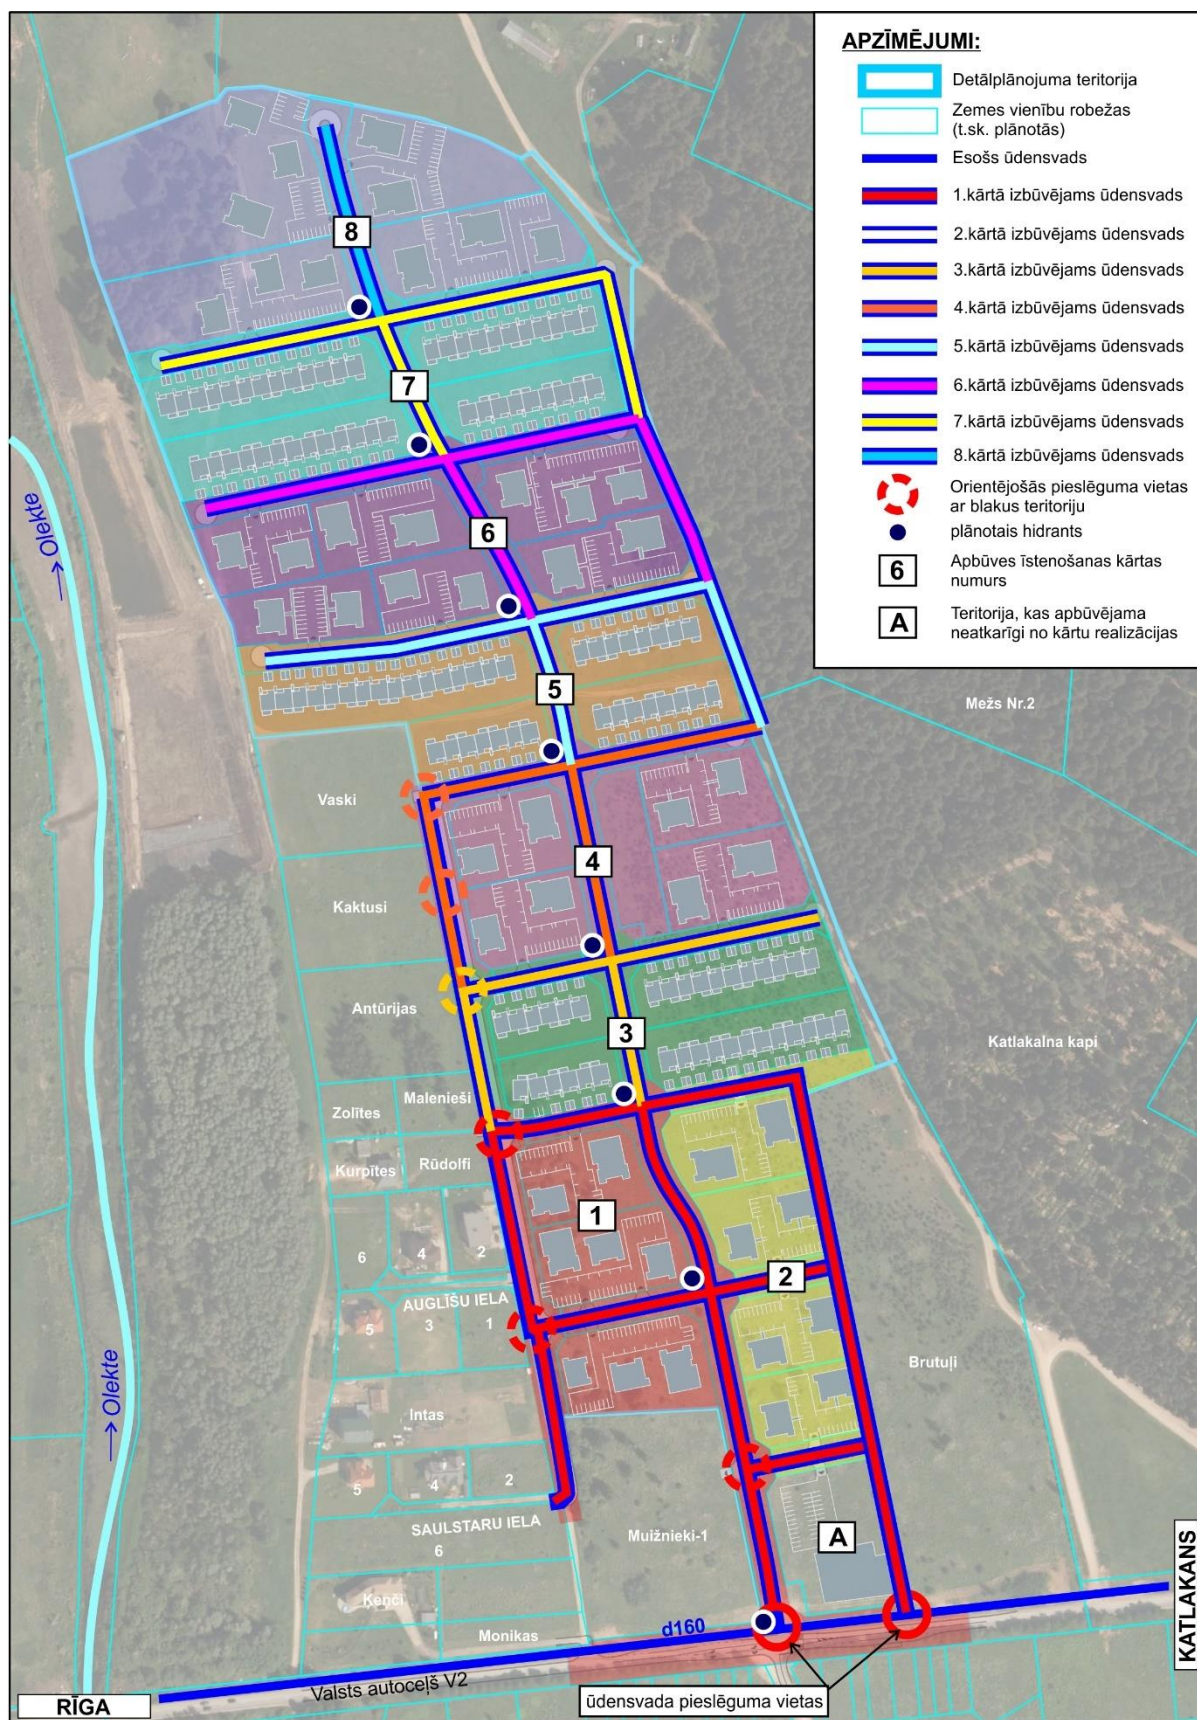 APZĪMĒJUMI:
Detālplānojuma teritorija
Zemes vienību robežas
(t.sk. plānotās)
Esošs ūdensvads
1.kārtā izbūvējams ūdensvads
2.kārtā izbūvējams ūdensvads
3.kārtā izbūvējams ūdensvads
4.kārtā izbūvējams ūdensvads
5.kārtā izbūvējams ūdensvads
6.kārtā izbūvējams ūdensvads
7.kārtā izbūvējams ūdensvads
8.kārtā izbūvējams ūdensvads
Orientējošās pieslēguma vietas
ar blakus teritoriju
plānotais hidrants
6 Apbūves īstenošanas kārtas
numurs
A Teritorija, kas apbūvējama
neatkarīgi no kārtu realizācijas
8
7
→ Olekte
6
5
Mežs Nr.2
Vaski
4
Kaktusi
Antūrijas
3
Katlakalna kapi
Malenieši
Zolītes
Rūdolfi
Kurpītes
1
6 4 2
2
AUGLĪŠU IELA
5 3 1
Brutuļi
→ Olekte
Intas
5 4 2
SAULSTARU IELA
6
Muižnieki-1
A
Ķenči
Monikas
d160
KATLAKANS
Valsts autoceļš V2
RĪGA
ūdensvada pieslēguma vietas